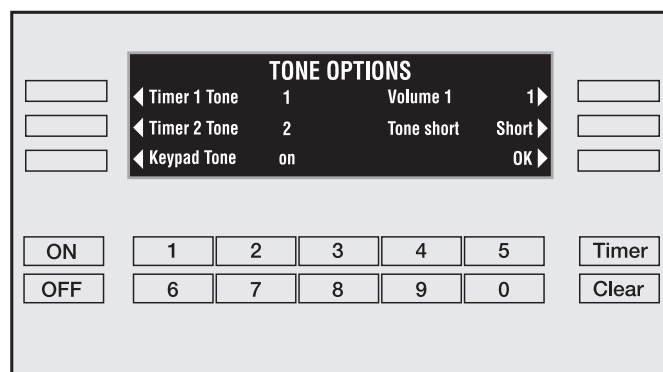 TONE OPTIONS
Timer 1 Tone 1 Volume 1 1
Timer 2 Tone 2 Tone short Short
Keypad Tone on OK
ON 1 2 3 4 5 Timer
OFF 6 7 8 9 0 Clear